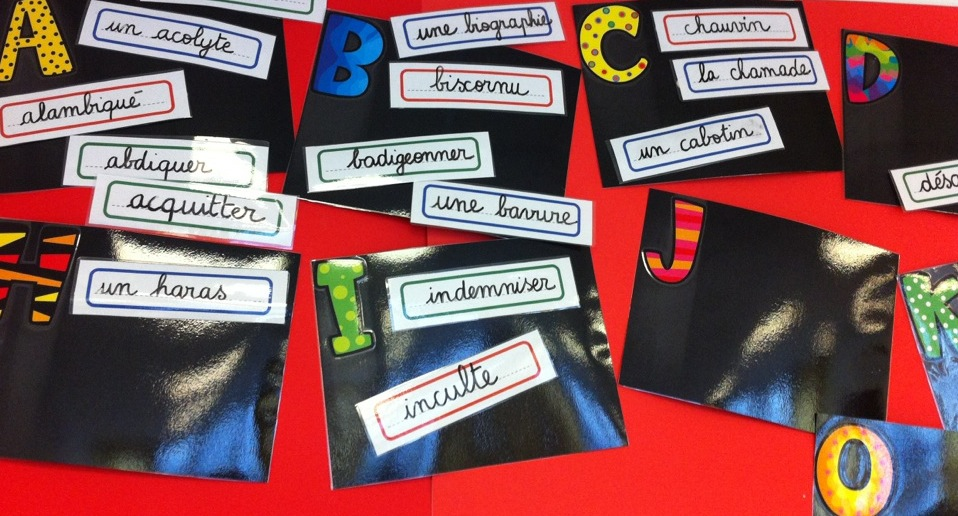 A
un acolyte
alambiqué
abdiquer
acquitter
B
une biographie
biscornu
badigeonner
une bavure
C
chauvin
la chamade
un cabotin
D
H
un haras
I
indemniser
inculte
J
K
O